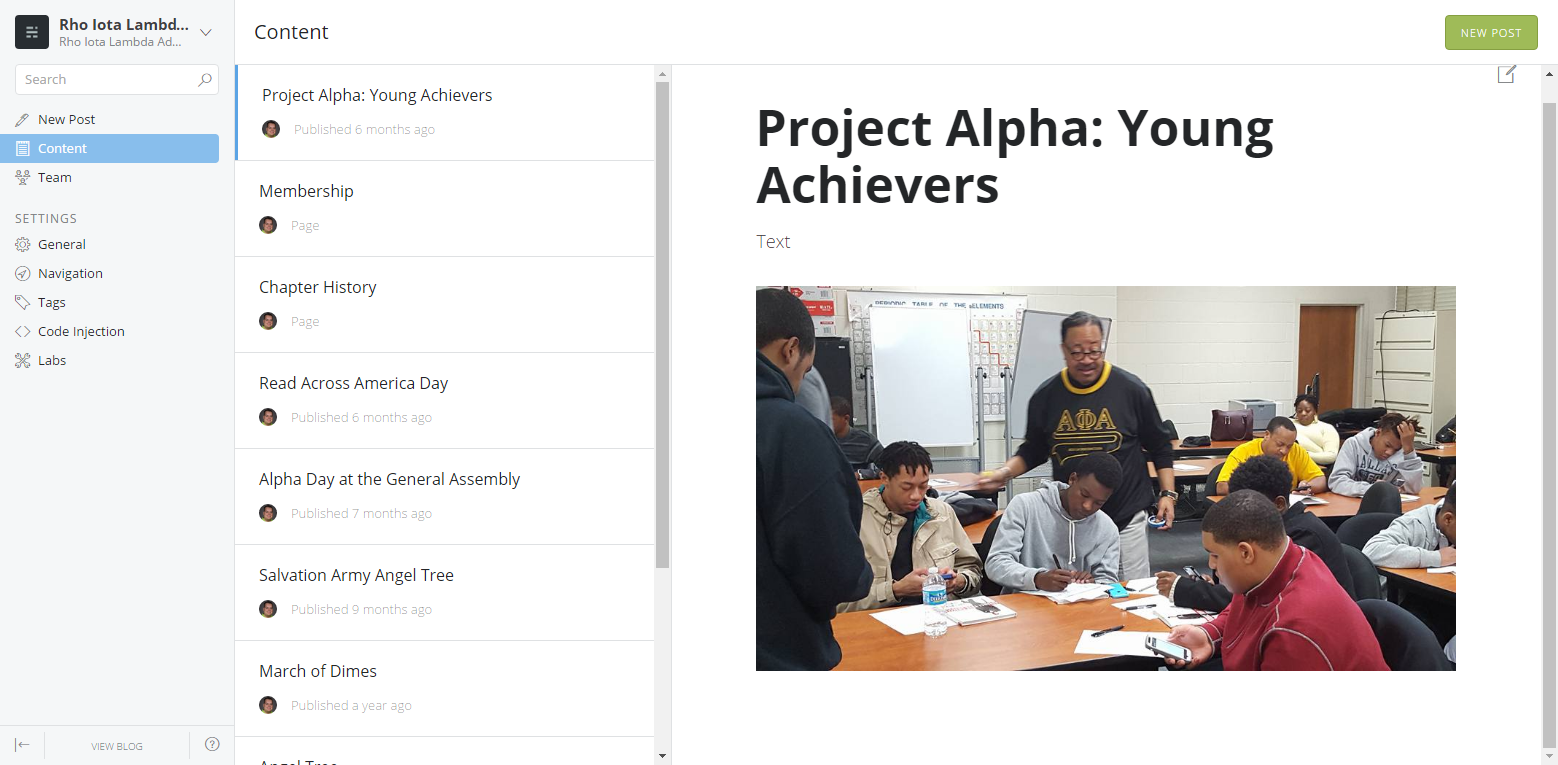 Rho Iota Lambd...
Rho Iota Lambda Ad...
Search
New Post
Content
Team
SETTINGS
General
Navigation
Tags
Code Injection
Labs
VIEW BLOG
Content
NEW POST
Project Alpha: Young Achievers
Published 6 months ago
Membership
Page
Chapter History
Page
Read Across America Day
Published 6 months ago
Alpha Day at the General Assembly
Published 7 months ago
Salvation Army Angel Tree
Published 9 months ago
March of Dimes
Published a year ago
Angel Tree
Project Alpha: Young
Achievers
Text
PERIODIC TABLE OF THE ELEMENTS
ΑΦΑ